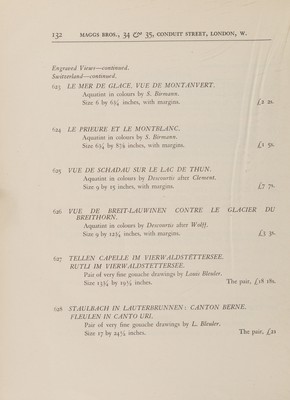 132 MAGGS BROS., 34 & 35, CONDUIT STREET, LONDON, W.
Engraved Views—continued.
Switzerland—continued.
623 LE MER DE GLACE, VUE DE MONTANVERT.
Aquatint in colours by S. Birmann.
Size 6 by 6¾ inches, with margins. £1 2s.
624 LE PRIEURE ET LE MONTBLANC.
Aquatint in colours by S. Birmann.
Size 6¾ by 8⅞ inches, with margins. £1 5s.
625 VUE DE SCHADAU SUR LE LAC DE THUN.
Aquatint in colours by Descourtis after Clement.
Size 9 by 15 inches, with margins. £7 7s.
626 VUE DE BREIT-LAUWINEN CONTRE LE GLACIER DU
BREITHORN.
Aquatint in colours by Descourtis after Wolff.
Size 9 by 12¾ inches, with margins. £3 3s.
627 TELLEN CAPELLE IM VIERWALDSTETTERSEE.
RUTLI IM VIERWALDSTETTERSEE.
Pair of very fine gouache drawings by Louis Bleuler.
Size 13¾ by 19¾ inches. The pair, £18 18s.
628 STAULBACH IN LAUTERBRUNNEN: CANTON BERNE.
FLEULEN IN CANTO URI.
Pair of very fine gouache drawings by L. Bleuler.
Size 17 by 24½ inches. The pair, £21